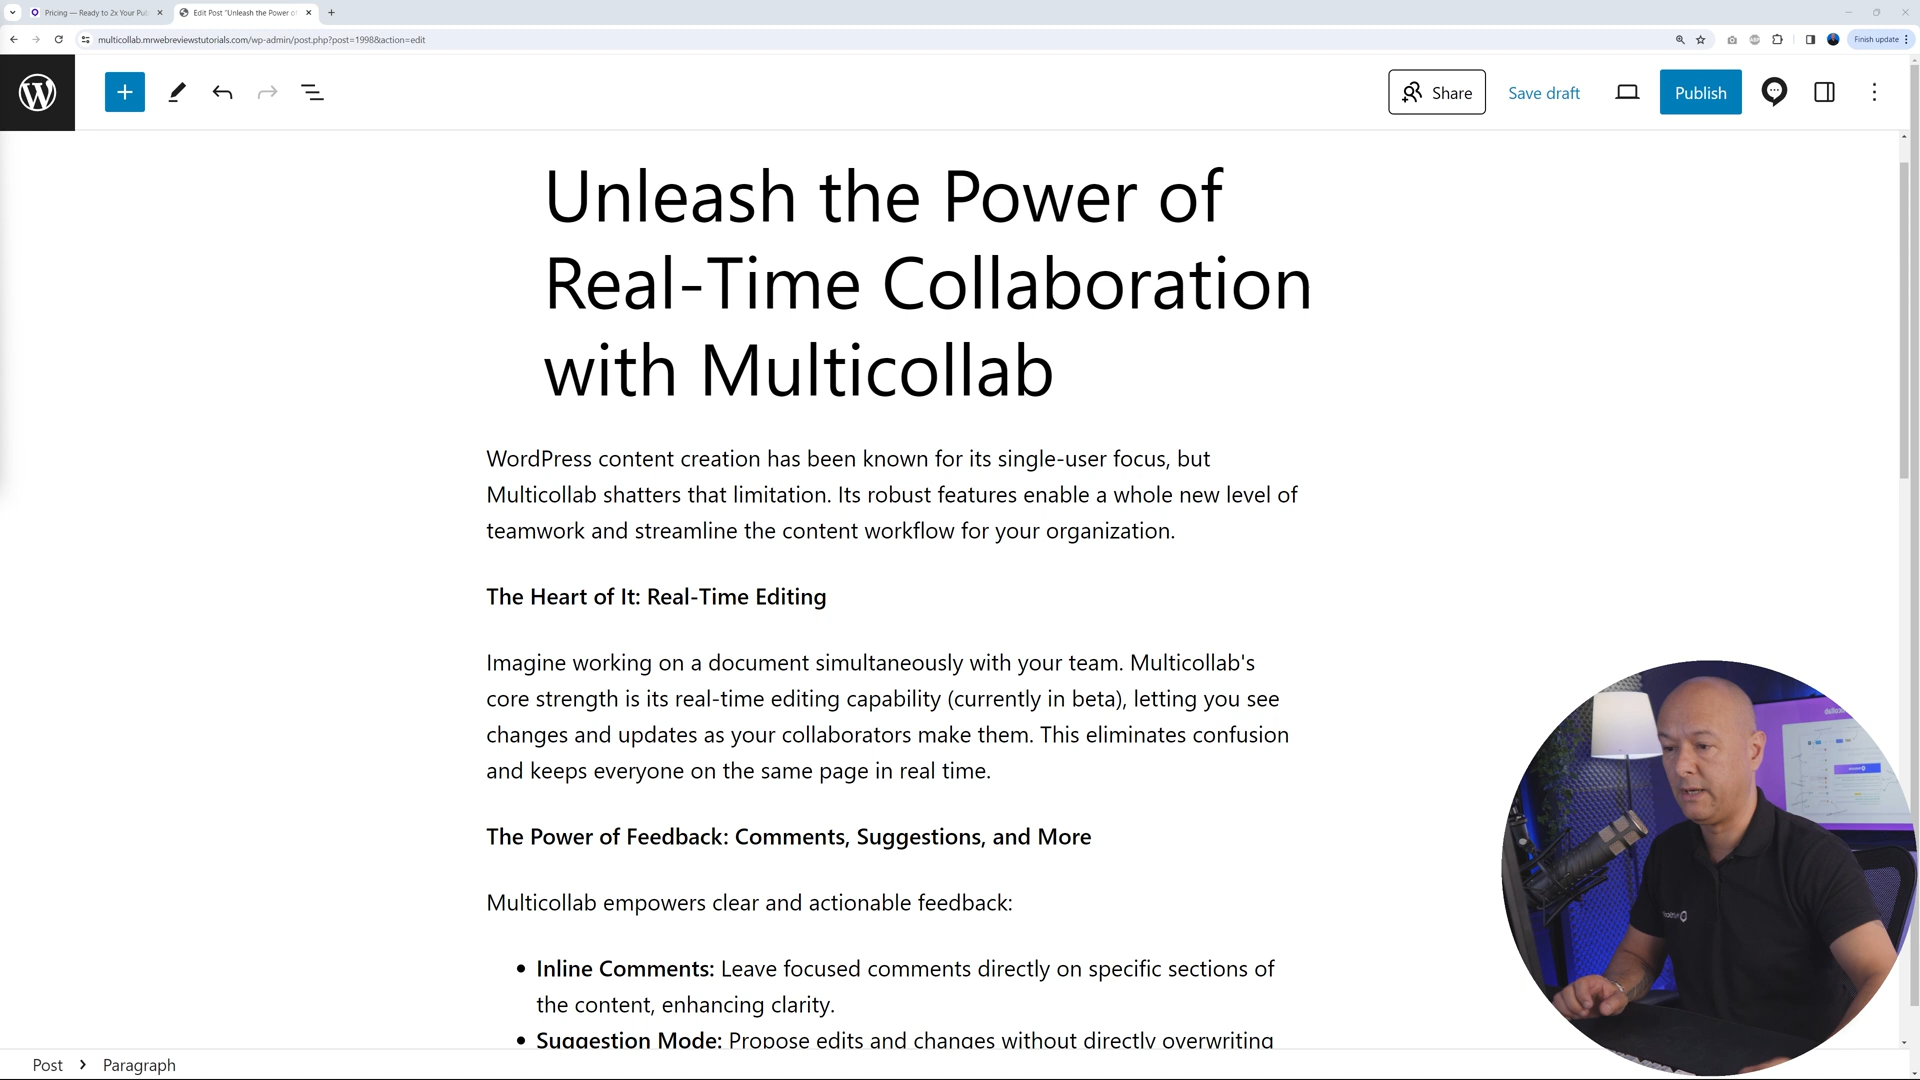 Pricing — Ready to 2x Your Pub
Edit Post "Unleash the Power o
multicollab.mrwebreviewstutorials.com/wp-admin/post.php?post=1998&action=edit
Finish update
Share
Save draft
Publish
Unleash the Power of
Real-Time Collaboration
with Multicollab
WordPress content creation has been known for its single-user focus, but
Multicollab shatters that limitation. Its robust features enable a whole new level of
teamwork and streamline the content workflow for your organization.
The Heart of It: Real-Time Editing
Imagine working on a document simultaneously with your team. Multicollab's
core strength is its real-time editing capability (currently in beta), letting you see
changes and updates as your collaborators make them. This eliminates confusion
and keeps everyone on the same page in real time.
The Power of Feedback: Comments, Suggestions, and More
Multicollab empowers clear and actionable feedback:
• Inline Comments: Leave focused comments directly on specific sections of
the content, enhancing clarity.
• Suggestion Mode: Propose edits and changes without directly overwriting
Post
Paragraph